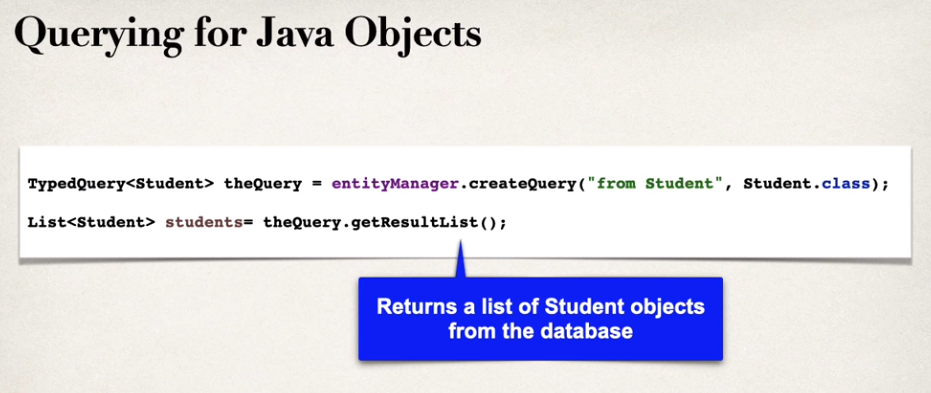 Querying for Java Objects
TypedQuery<Student> theQuery = entityManager.createQuery("from Student", Student.class);
List<Student> students= theQuery.getResultList();
Returns a list of Student objects
from the database